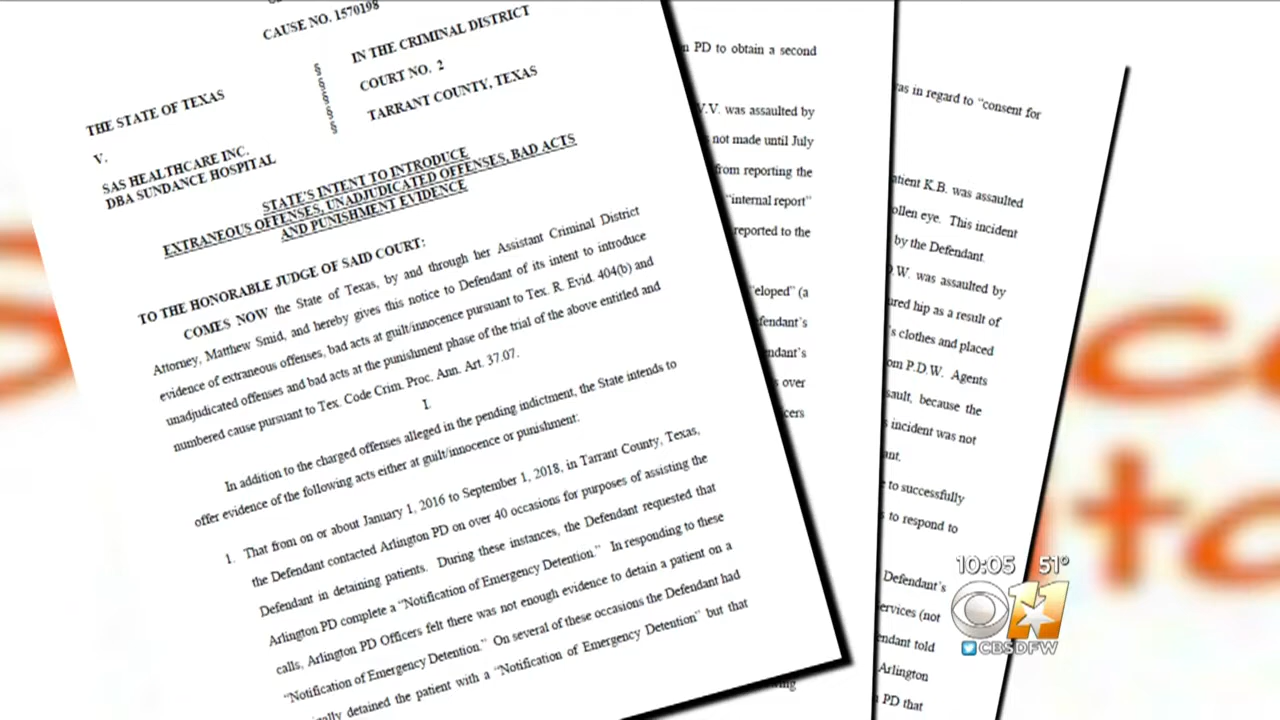 CAUSE NO. 1570198
THE STATE OF TEXAS
V.
SAS HEALTHCARE INC.
DBA SUNDANCE HOSPITAL
§
§
§
§
§
§
IN THE CRIMINAL DISTRICT
COURT NO. 2
TARRANT COUNTY, TEXAS
STATE'S INTENT TO INTRODUCE
EXTRANEOUS OFFENSES, UNADJUDICATED OFFENSES, BAD ACTS
AND PUNISHMENT EVIDENCE
TO THE HONORABLE JUDGE OF SAID COURT:
COMES NOW the State of Texas, by and through her Assistant Criminal District
Attorney, Matthew Smid, and hereby gives this notice to Defendant of its intent to introduce
evidence of extraneous offenses, bad acts at guilt/innocence pursuant to Tex. R. Evid. 404(b) and
unadjudicated offenses and bad acts at the punishment phase of the trial of the above entitled and
numbered cause pursuant to Tex. Code Crim. Proc. Ann. Art. 37.07.
I.
In addition to the charged offenses alleged in the pending indictment, the State intends to
offer evidence of the following acts either at guilt/innocence or punishment:
1. That from on or about January 1, 2016 to September 1, 2018, in Tarrant County, Texas,
the Defendant contacted Arlington PD on over 40 occasions for purposes of assisting the
Defendant in detaining patients. During these instances, the Defendant requested that
Arlington PD complete a "Notification of Emergency Detention." In responding to these
calls, Arlington PD Officers felt there was not enough evidence to detain a patient on a
"Notification of Emergency Detention." On several of these occasions the Defendant had
detained the patient with a "Notification of Emergency Detention" but that
PD to obtain a second
V.V. was assaulted by
not made until July
from reporting the
"internal report"
reported to the
"eloped" (a
over
in regard to "consent for
K.B. was assaulted
eye. This incident
by the Defendant.
was assaulted by
hip as a result of
clothes and placed
P.D.W. Agents
because the
incident was not
to successfully
to respond to
Defendant's
(not
told
Arlington
PD that
10:05 51°
11
CBSDFW